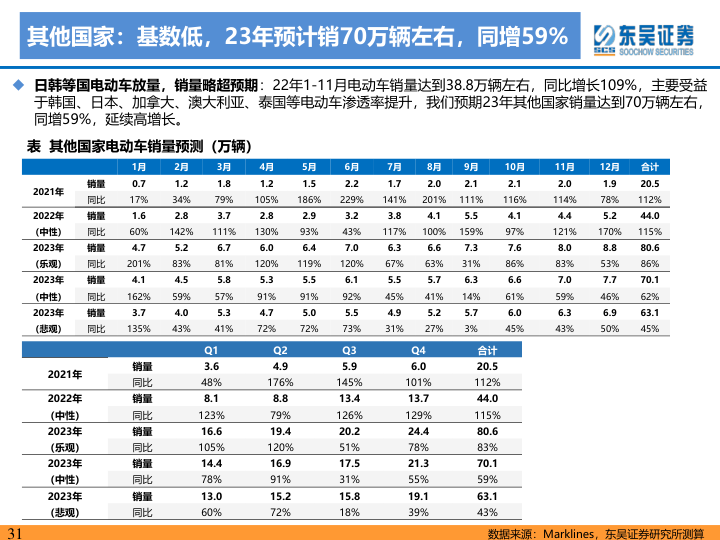 其他国家：基数低，23年预计销70万辆左右，同增59%
东吴证券
SCS SOOCHOW SECURITIES
◆ 日韩等国电动车放量，销量略超预期：22年1-11月电动车销量达到38.8万辆左右，同比增长109%，主要受益
于韩国、日本、加拿大、澳大利亚、泰国等电动车渗透率提升，我们预期23年其他国家销量达到70万辆左右，
同增59%，延续高增长。
表 其他国家电动车销量预测（万辆）
1月 2月 3月 4月 5月 6月 7月 8月 9月 10月 11月 12月 合计
2021年 销量 0.7 1.2 1.8 1.2 1.5 2.2 1.7 2.0 2.1 2.1 2.0 1.9 20.5
同比 17% 34% 79% 105% 186% 229% 141% 201% 111% 116% 114% 78% 112%
2022年 销量 1.6 2.8 3.7 2.8 2.9 3.2 3.8 4.1 5.5 4.1 4.4 5.2 44.0
（中性） 同比 60% 142% 111% 130% 93% 43% 117% 100% 159% 97% 121% 170% 115%
2023年 销量 4.7 5.2 6.7 6.0 6.4 7.0 6.3 6.6 7.3 7.6 8.0 8.8 80.6
（乐观） 同比 201% 83% 81% 120% 119% 120% 67% 63% 31% 86% 83% 53% 86%
2023年 销量 4.1 4.5 5.8 5.3 5.5 6.1 5.5 5.7 6.3 6.6 7.0 7.7 70.1
（中性） 同比 162% 59% 57% 91% 91% 92% 45% 41% 14% 61% 59% 46% 62%
2023年 销量 3.7 4.0 5.3 4.7 5.0 5.5 4.9 5.2 5.7 6.0 6.3 6.9 63.1
（悲观） 同比 135% 43% 41% 72% 72% 73% 31% 27% 3% 45% 43% 50% 45%
Q1 Q2 Q3 Q4 合计
2021年 销量 3.6 4.9 5.9 6.0 20.5
同比 48% 176% 145% 101% 112%
2022年 销量 8.1 8.8 13.4 13.7 44.0
（中性） 同比 123% 79% 126% 129% 115%
2023年 销量 16.6 19.4 20.2 24.4 80.6
（乐观） 同比 105% 120% 51% 78% 83%
2023年 销量 14.4 16.9 17.5 21.3 70.1
（中性） 同比 78% 91% 31% 55% 59%
2023年 销量 13.0 15.2 15.8 19.1 63.1
（悲观） 同比 60% 72% 18% 39% 43%
31 数据来源：Marklines，东吴证券研究所测算